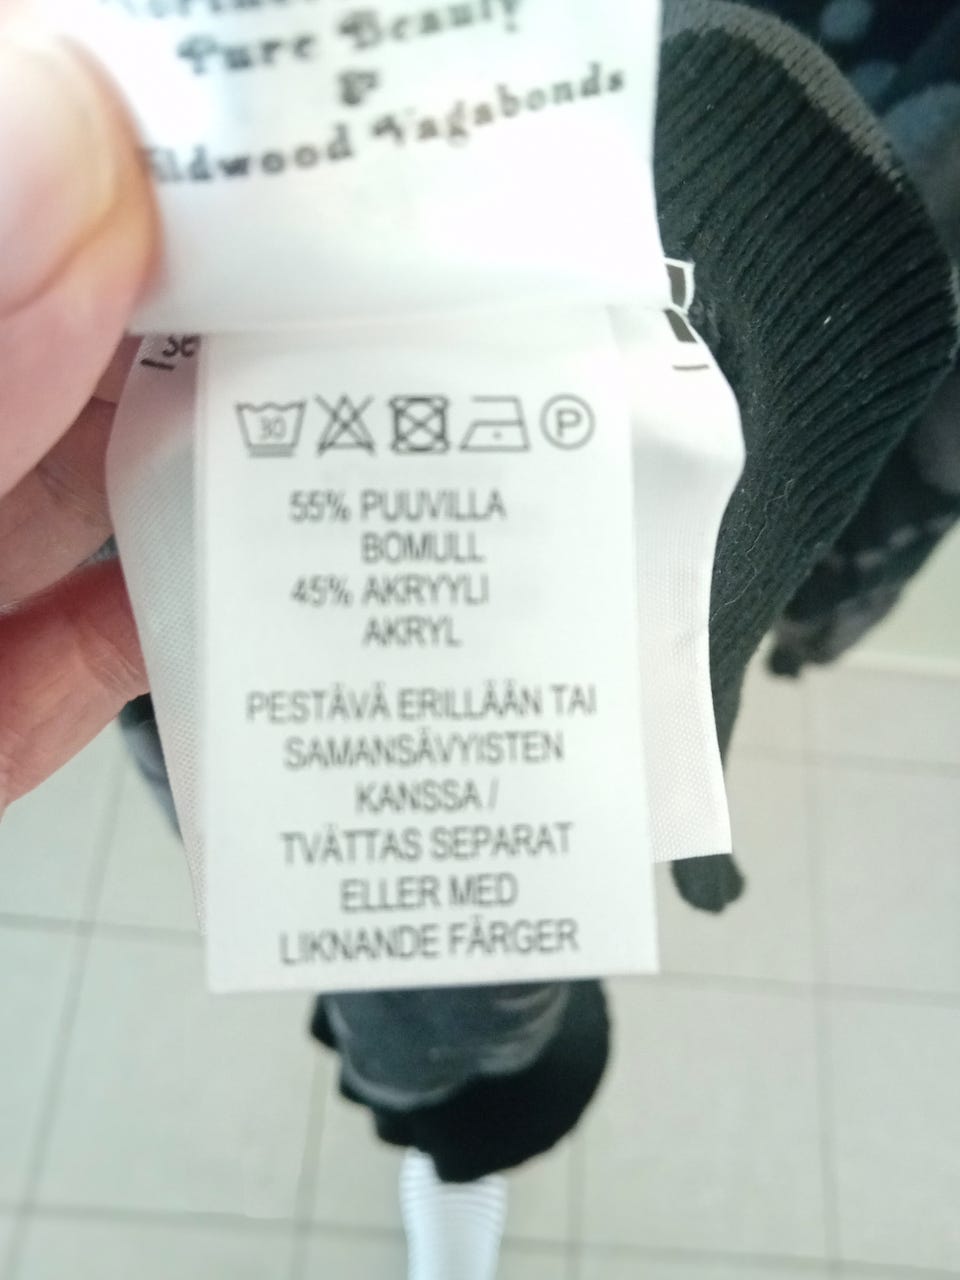 Pure Beauty
&
Vagabonds
30
P
55% PUUVILLA
BOMULL
45% AKRYYLI
AKRYL
PESTÄVÄ ERILLÄÄN TAI
SAMANSÄVYISTEN
KANSSA /
TVÄTTAS SEPARAT
ELLER MED
LIKNANDE FÄRGER